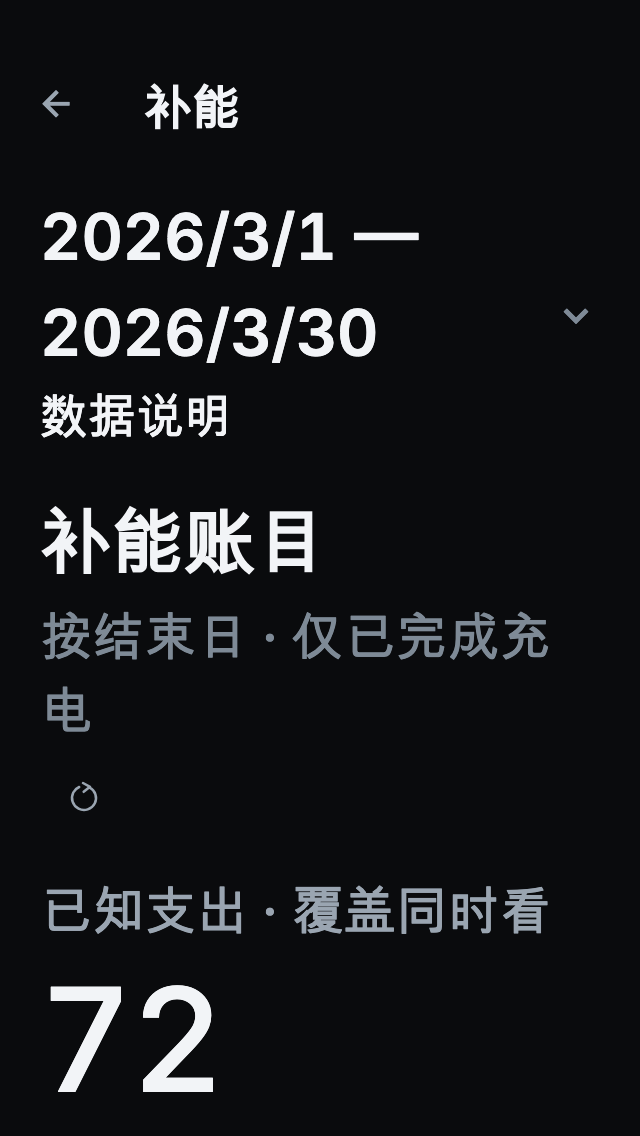 补能
2026/3/1 —
2026/3/30
数据说明
补能账目
按结束日 · 仅已完成充
电
已知支出 · 覆盖同时看
72